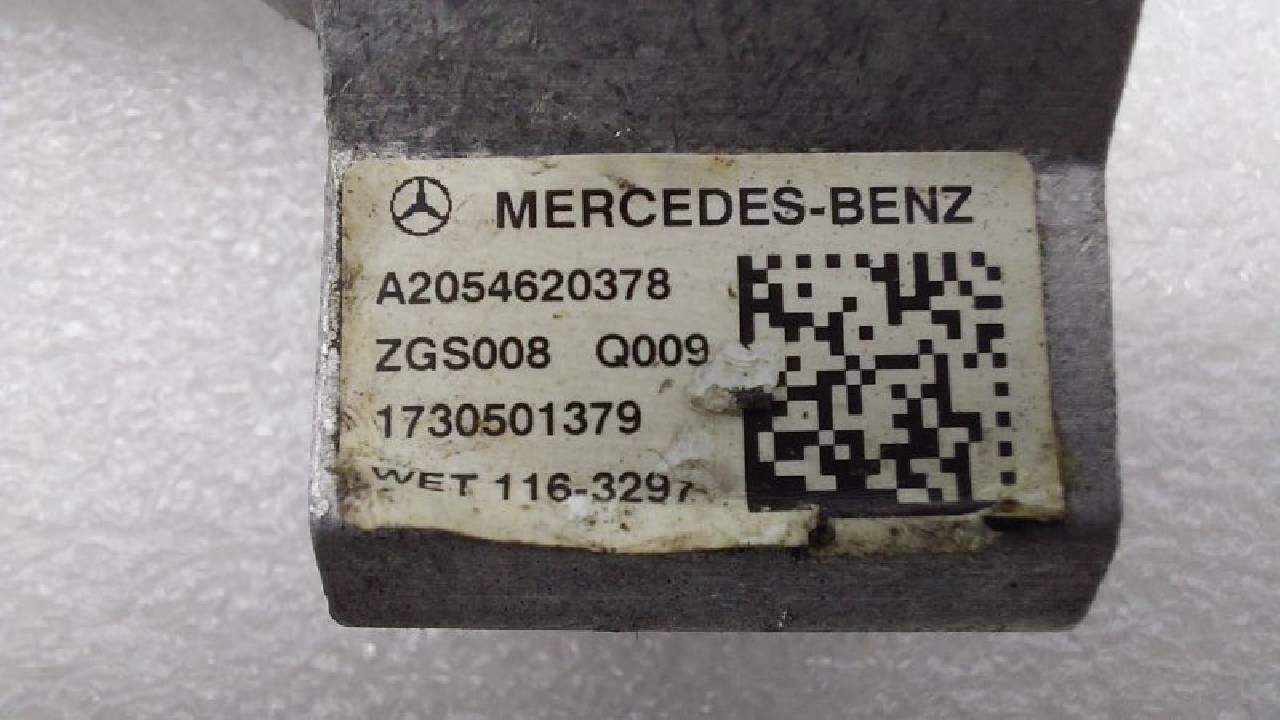 MERCEDES-BENZ
A2054620378
ZGS008 Q009
1730501379
WET 116-3297